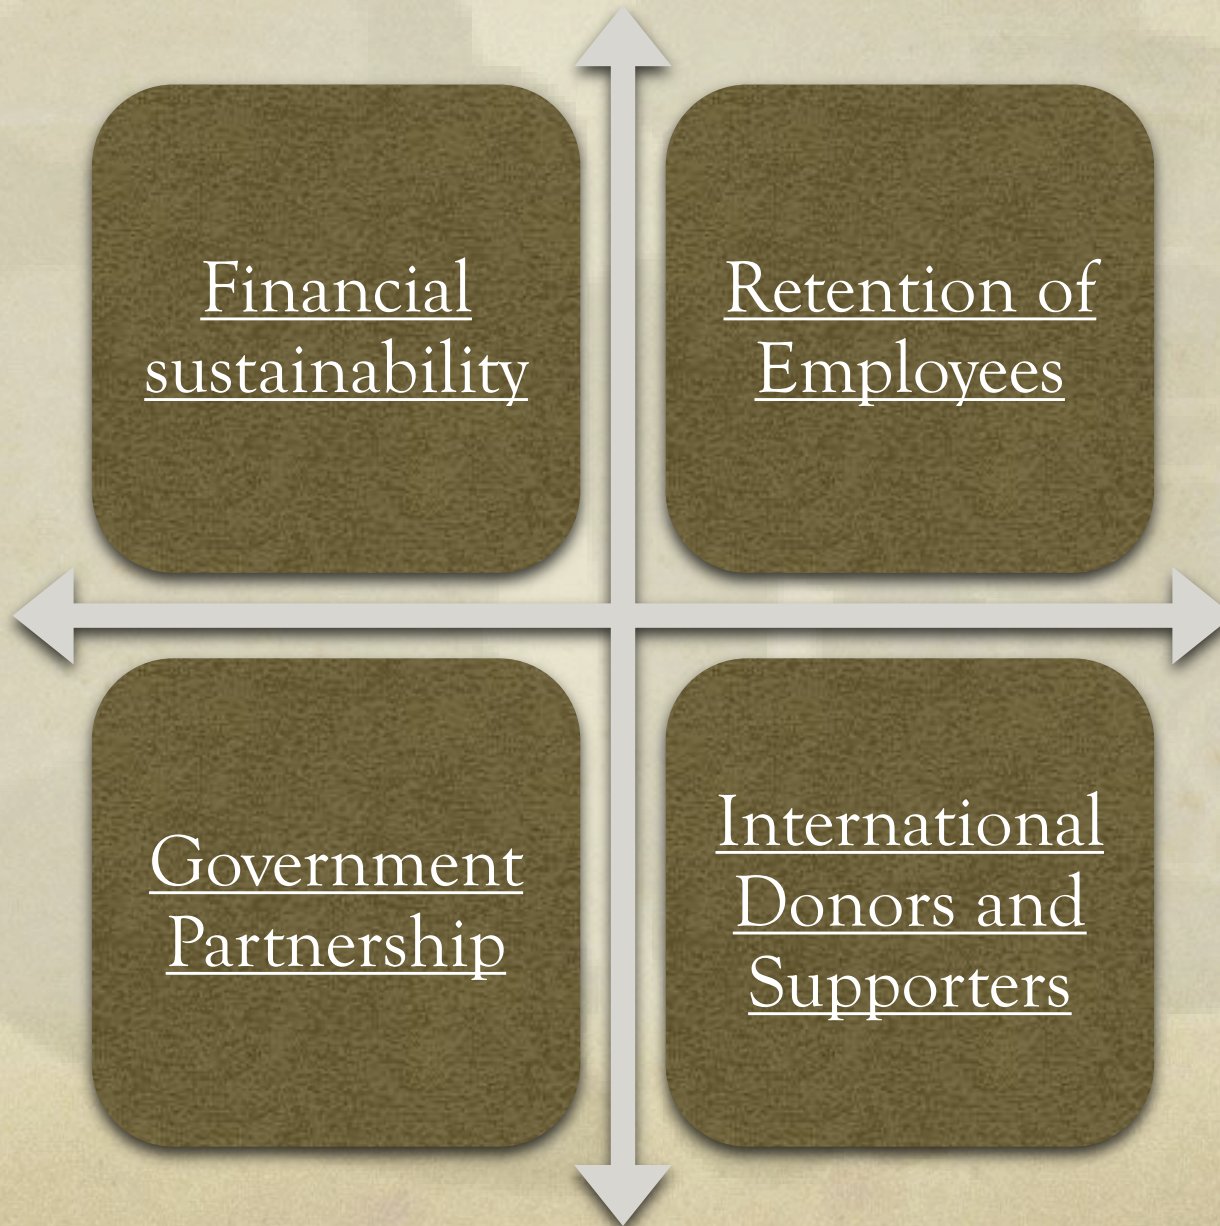 Financial
sustainability
Retention of
Employees
Government
Partnership
International
Donors and
Supporters